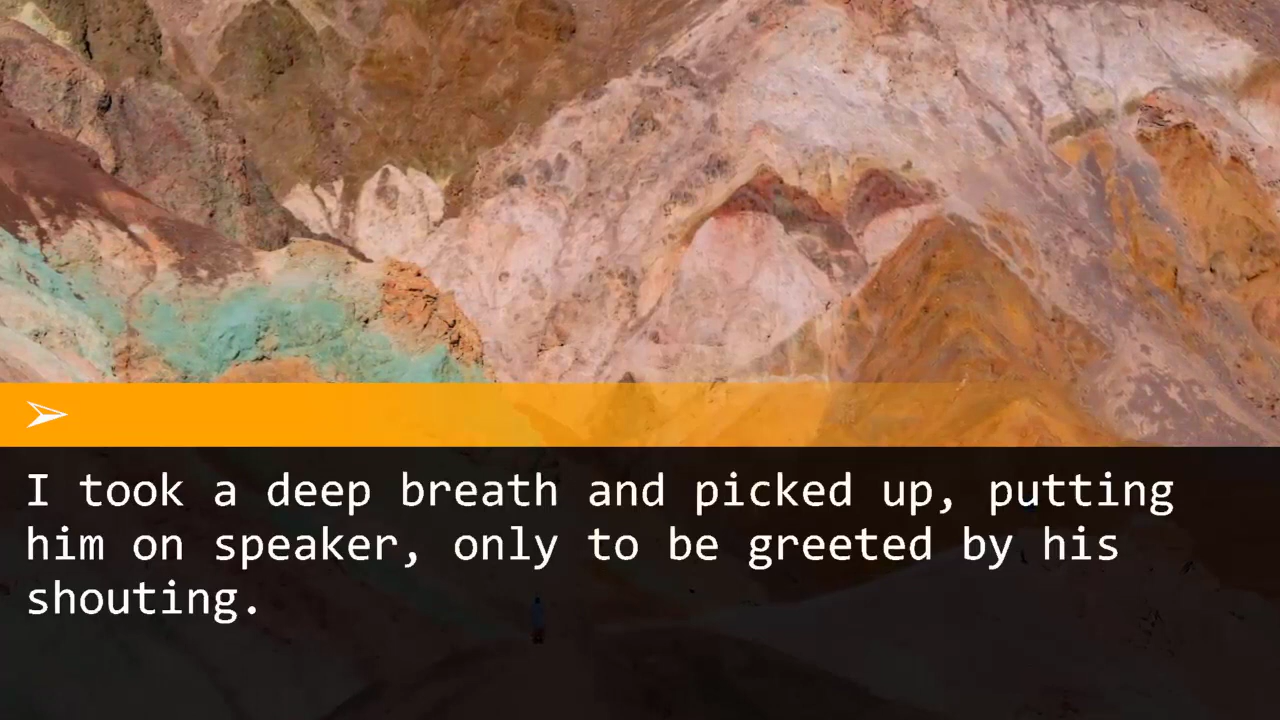 I took a deep breath and picked up, putting
him on speaker, only to be greeted by his
shouting.